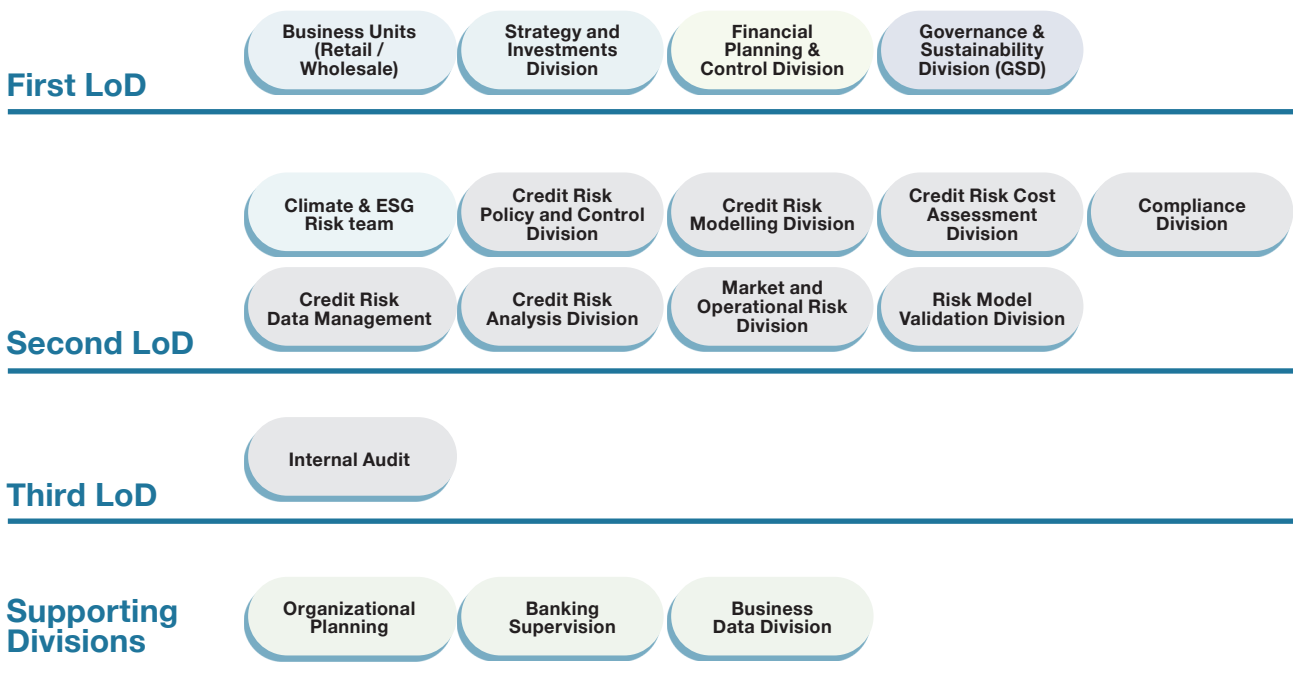 First LoD
Business Units
(Retail /
Wholesale)
Strategy and
Investments
Division
Financial
Planning &
Control Division
Governance &
Sustainability
Division (GSD)
Second LoD
Climate & ESG
Risk team
Credit Risk
Policy and Control
Division
Credit Risk
Modelling Division
Credit Risk Cost
Assessment
Division
Compliance
Division
Credit Risk
Data Management
Credit Risk
Analysis Division
Market and
Operational Risk
Division
Risk Model
Validation Division
Third LoD
Internal Audit
Supporting
Divisions
Organizational
Planning
Banking
Supervision
Business
Data Division